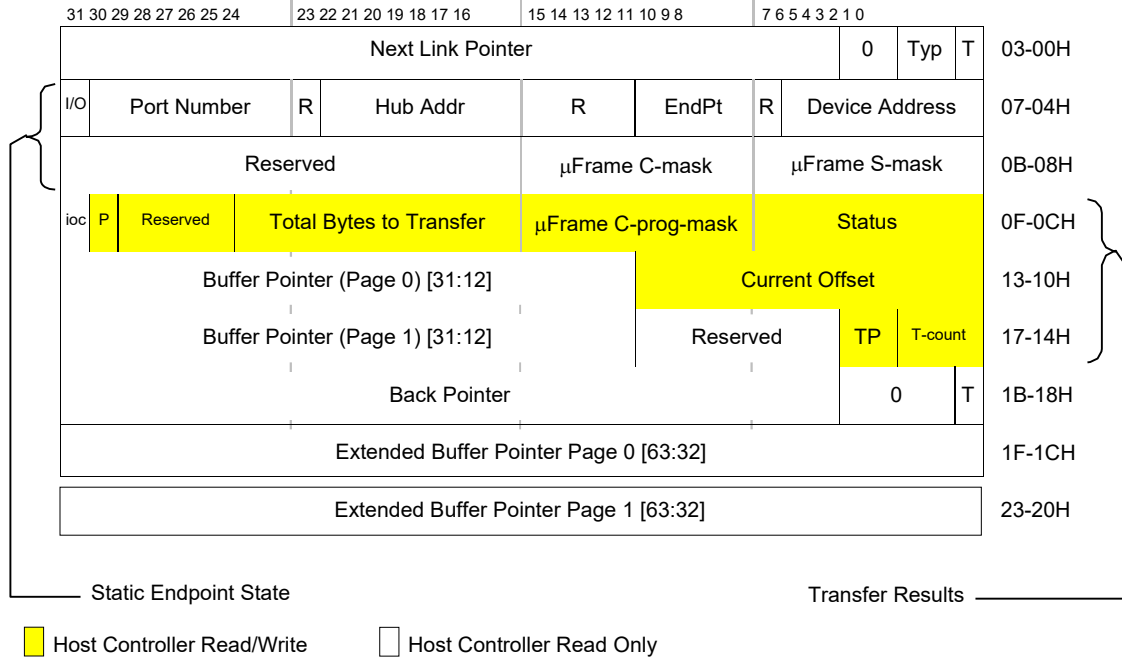 31 30 29 28 27 26 25 24 23 22 21 20 19 18 17 16 15 14 13 12 11 10 9 8 7 6 5 4 3 2 1 0
Next Link Pointer 0 Typ T 03-00H
I/O Port Number R Hub Addr R EndPt R Device Address 07-04H
Reserved μFrame C-mask μFrame S-mask 0B-08H
ioc P Reserved Total Bytes to Transfer μFrame C-prog-mask Status 0F-0CH
Buffer Pointer (Page 0) [31:12] Current Offset 13-10H
Buffer Pointer (Page 1) [31:12] Reserved TP T-count 17-14H
Back Pointer 0 T 1B-18H
Extended Buffer Pointer Page 0 [63:32] 1F-1CH
Extended Buffer Pointer Page 1 [63:32] 23-20H
Static Endpoint State Transfer Results
Host Controller Read/Write Host Controller Read Only